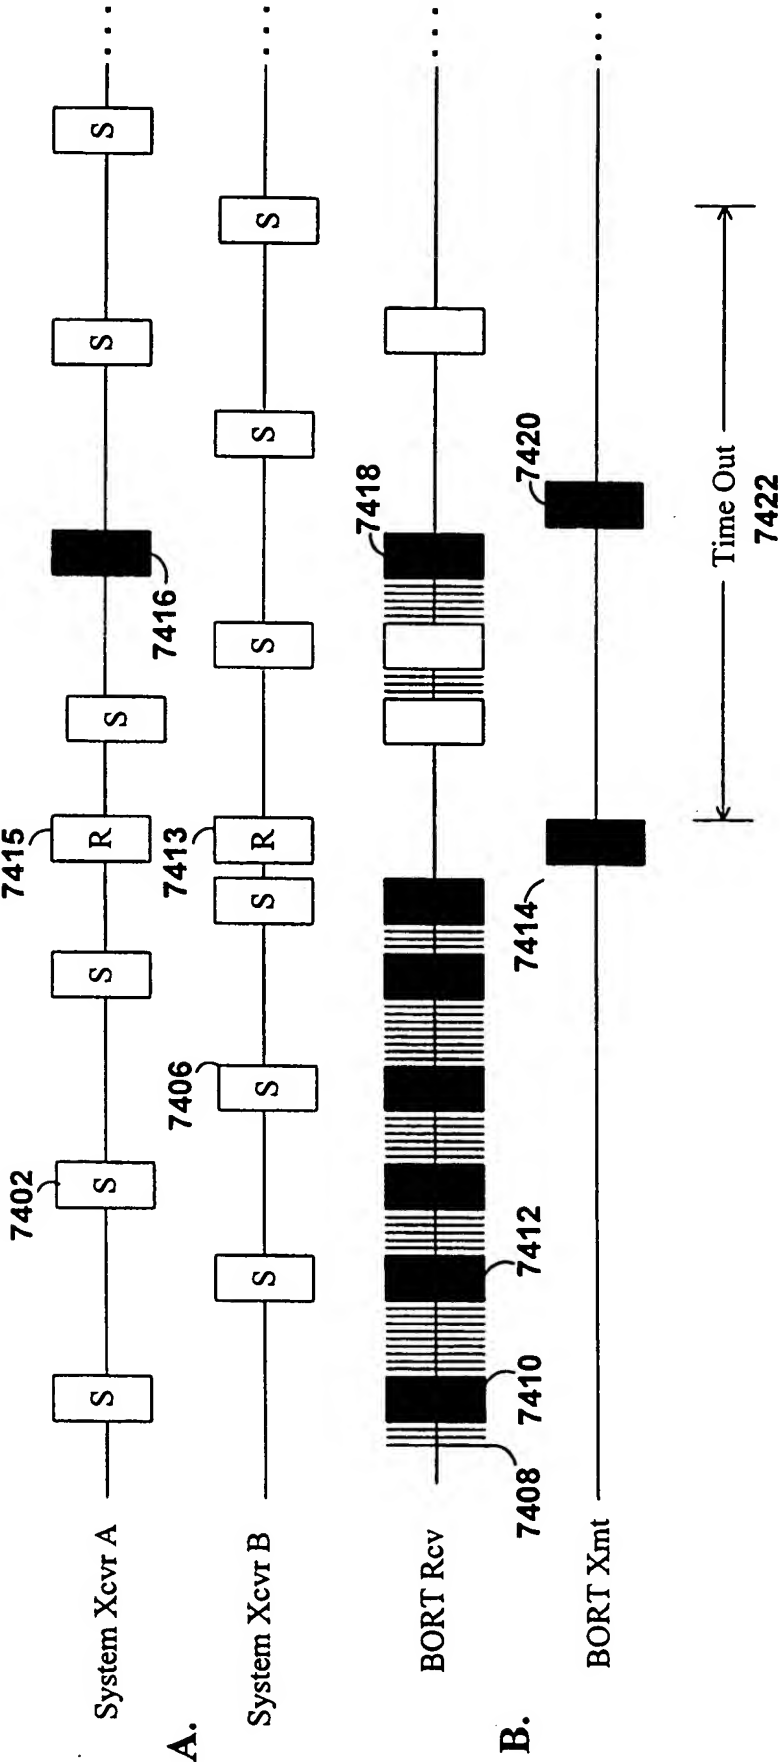 7402 7415
System Xcvr A S S S R S S S ...
7406 7413 7416
A.
System Xcvr B S S S R S S S ...
7418
BORT Rcv ...
7408 7410 7412 7414 7420
B.
BORT Xmt ...
Time Out
7422